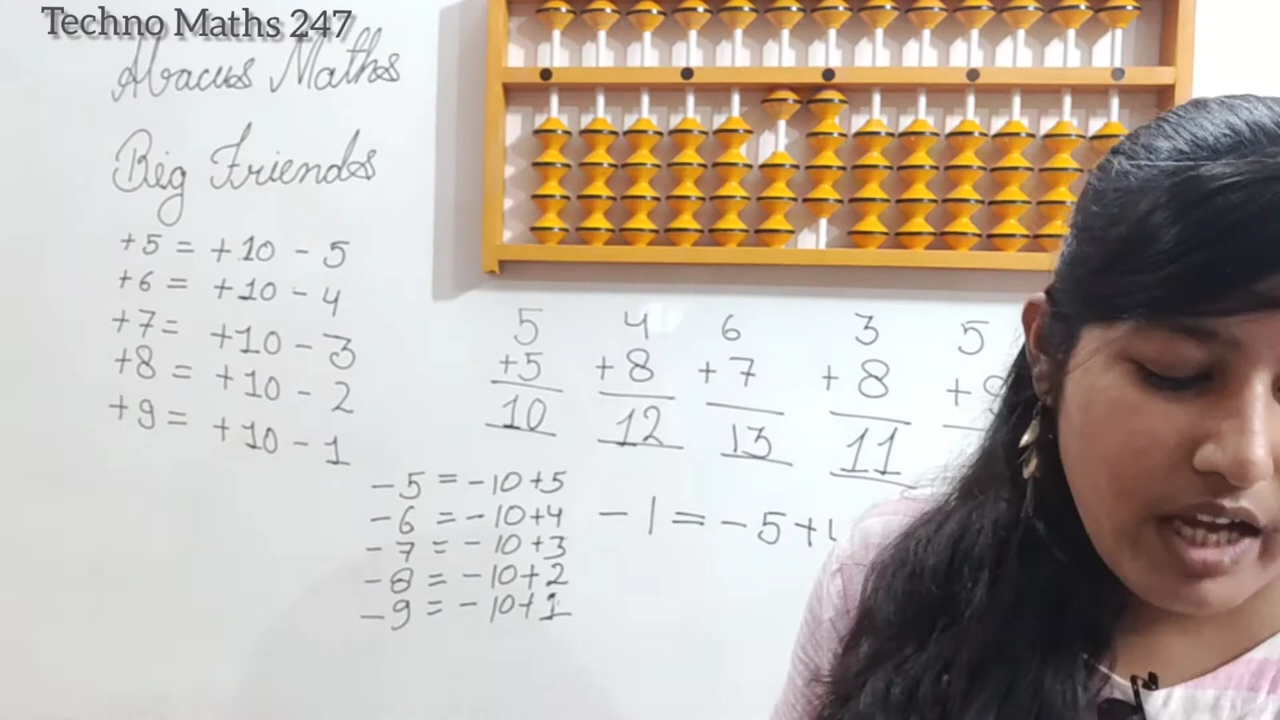 Techno Maths 247
Abacus Maths
Big Friends
+5 = +10 - 5
+6 = +10 - 4
+7 = +10 - 3
+8 = +10 - 2
+9 = +10 - 1
5 4 6 3 5
+5 +8 +7 +8 +
10 12 13 11
-5 = -10+5
-6 = -10+4
-7 = -10+3
-8 = -10+2
-9 = -10+1
-1 = -5+